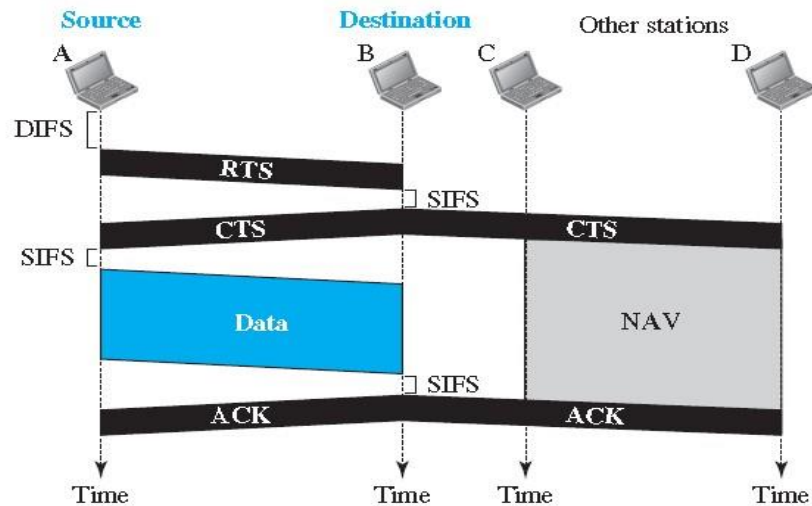 Source
Destination
Other stations
A
B
C
D
DIFS
RTS
SIFS
CTS
CTS
SIFS
Data
NAV
SIFS
ACK
ACK
Time
Time
Time
Time